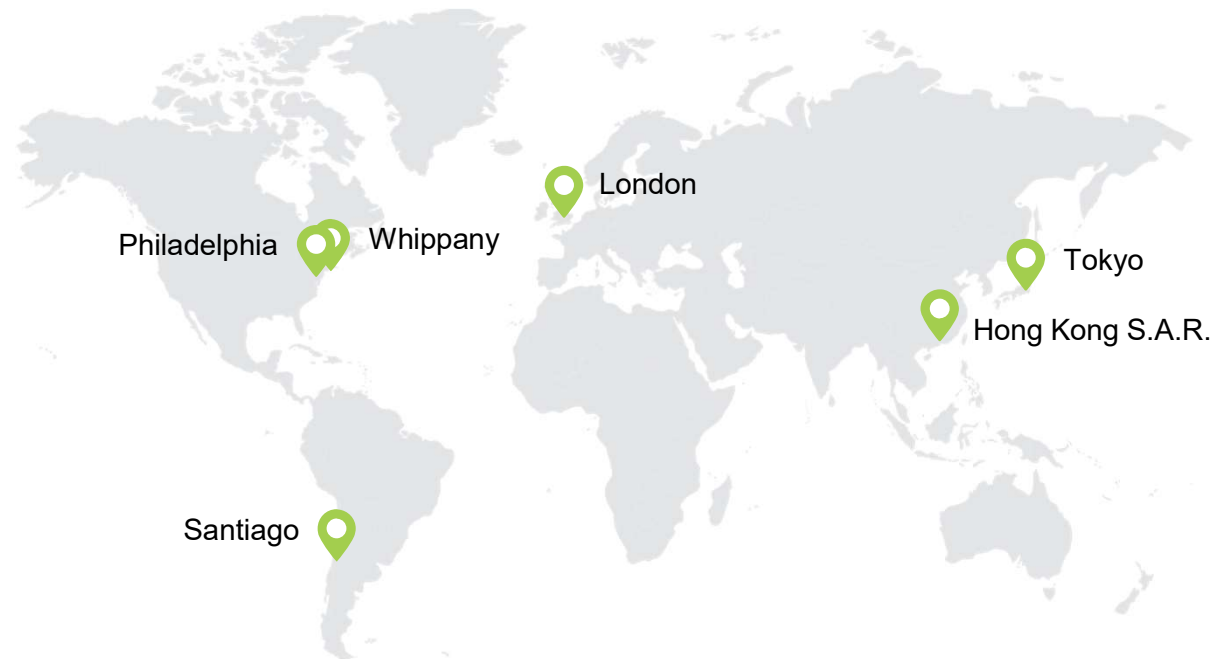 London
Philadelphia
Whippany
Tokyo
Hong Kong S.A.R.
Santiago